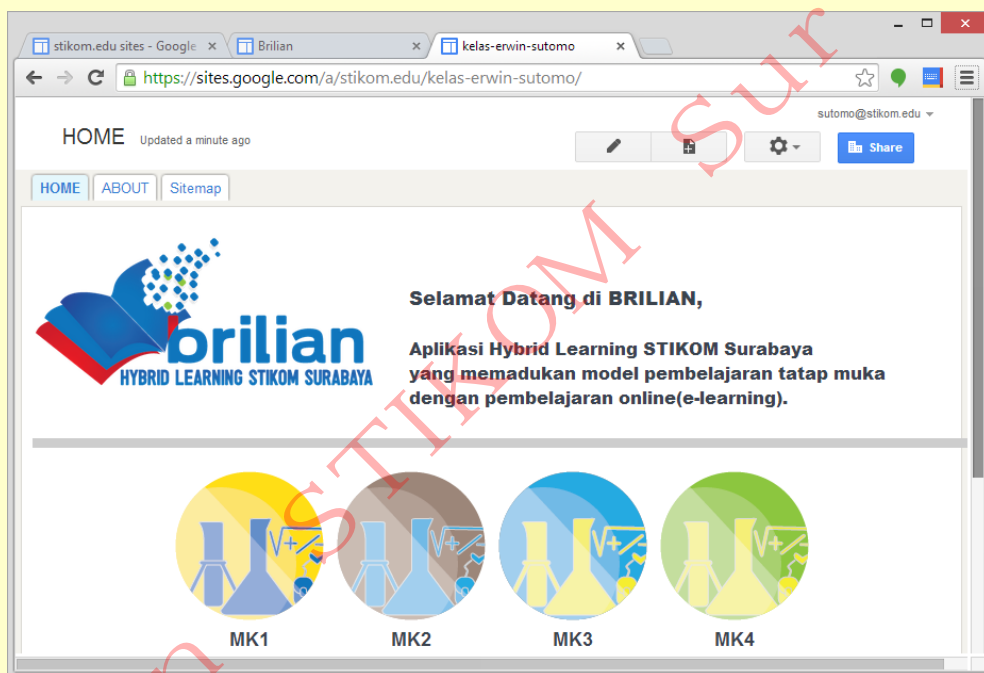 stikom.edu sites - Google
Brilian
kelas-erwin-sutomo
https://sites.google.com/a/stikom.edu/kelas-erwin-sutomo/
sutomo@stikom.edu
HOME Updated a minute ago
Share
HOME ABOUT Sitemap
brilian
HYBRID LEARNING STIKOM SURABAYA
Selamat Datang di BRILIAN,
Aplikasi Hybrid Learning STIKOM Surabaya
yang memadukan model pembelajaran tatap muka
dengan pembelajaran online(e-learning).
V+/-
V+/-
V+/-
V+/-
MK1 MK2 MK3 MK4
STIKOM Sur